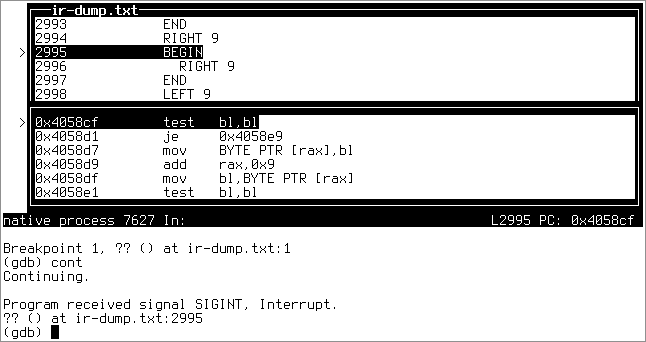 ir-dump.txt
2993 END
2994 RIGHT 9
> 2995 BEGIN
2996 RIGHT 9
2997 END
2998 LEFT 9
> 0x4058cf test bl,bl
0x4058d1 je 0x4058e9
0x4058d7 mov BYTE PTR [rax],bl
0x4058d9 add rax,0x9
0x4058df mov bl,BYTE PTR [rax]
0x4058e1 test bl,bl
native process 7627 In: L2995 PC: 0x4058cf
Breakpoint 1, ?? () at ir-dump.txt:1
(gdb) cont
Continuing.
Program received signal SIGINT, Interrupt.
?? () at ir-dump.txt:2995
(gdb)